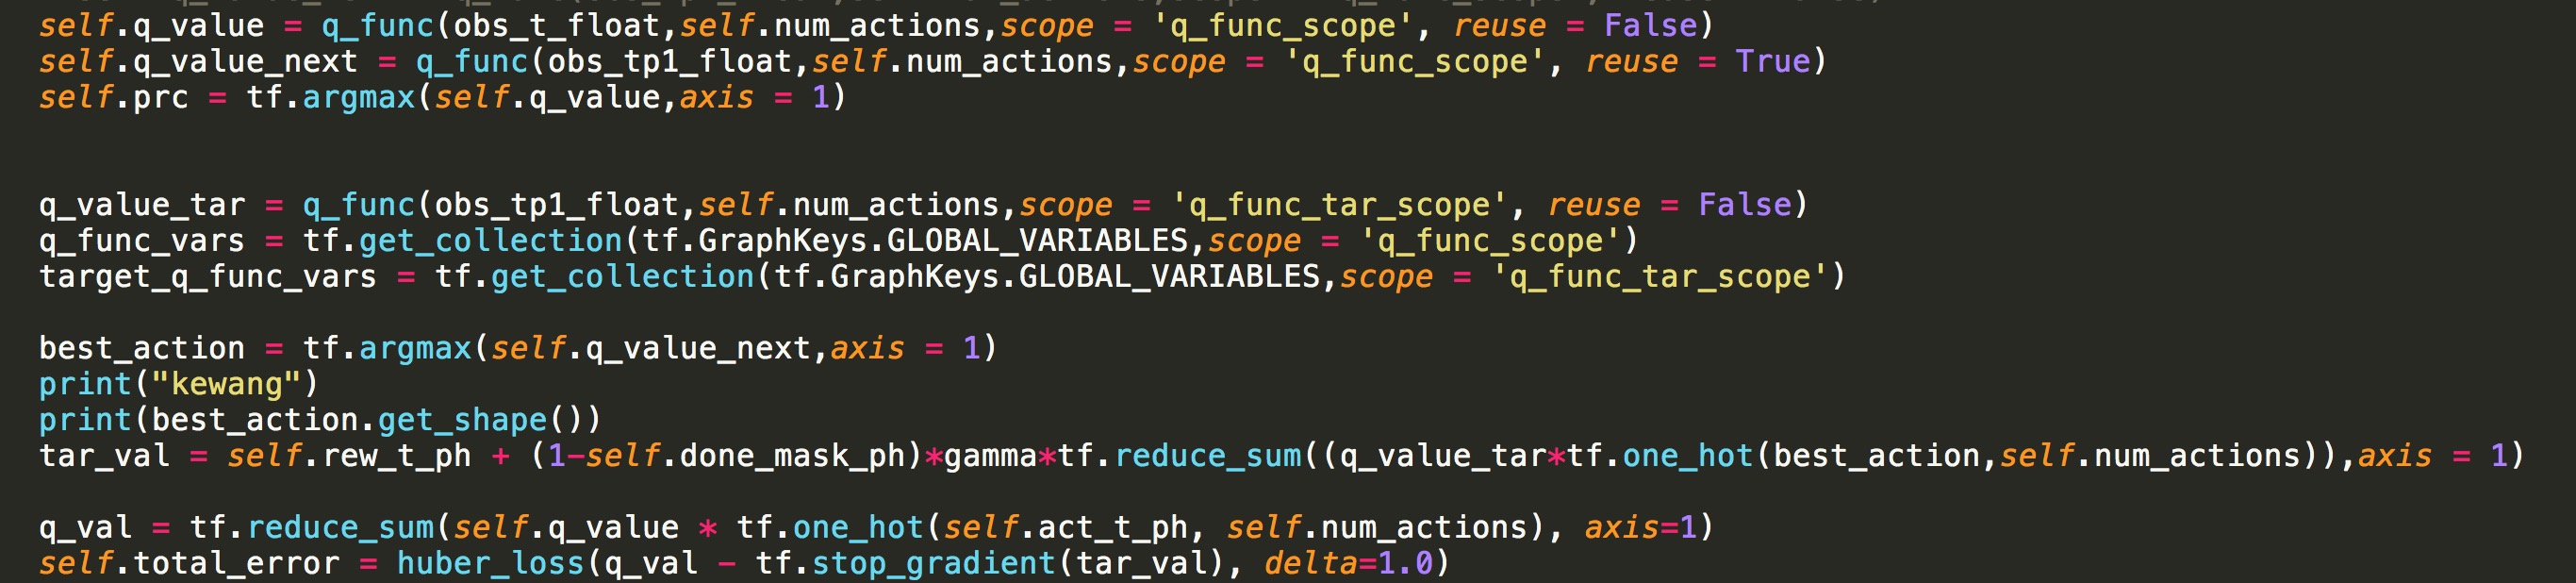 self.q_value = q_func(obs_t_float,self.num_actions,scope = 'q_func_scope', reuse = False)
self.q_value_next = q_func(obs_tp1_float,self.num_actions,scope = 'q_func_scope', reuse = True)
self.prc = tf.argmax(self.q_value,axis = 1)
q_value_tar = q_func(obs_tp1_float,self.num_actions,scope = 'q_func_tar_scope', reuse = False)
q_func_vars = tf.get_collection(tf.GraphKeys.GLOBAL_VARIABLES,scope = 'q_func_scope')
target_q_func_vars = tf.get_collection(tf.GraphKeys.GLOBAL_VARIABLES,scope = 'q_func_tar_scope')
best_action = tf.argmax(self.q_value_next,axis = 1)
print("kewang")
print(best_action.get_shape())
tar_val = self.rew_t_ph + (1-self.done_mask_ph)*gamma*tf.reduce_sum((q_value_tar*tf.one_hot(best_action,self.num_actions)),axis = 1)
q_val = tf.reduce_sum(self.q_value * tf.one_hot(self.act_t_ph, self.num_actions), axis=1)
self.total_error = huber_loss(q_val - tf.stop_gradient(tar_val), delta=1.0)